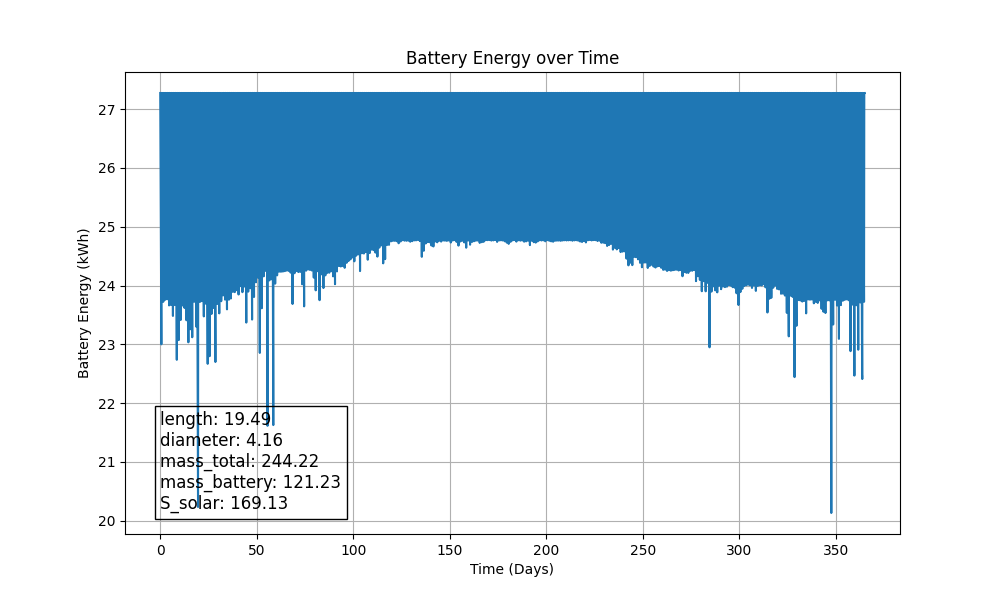 Battery Energy over Time
Battery Energy (kWh)
27
26
25
24
23
22
21
20
length: 19.49
diameter: 4.16
mass_total: 244.22
mass_battery: 121.23
S_solar: 169.13
0 50 100 150 200 250 300 350
Time (Days)